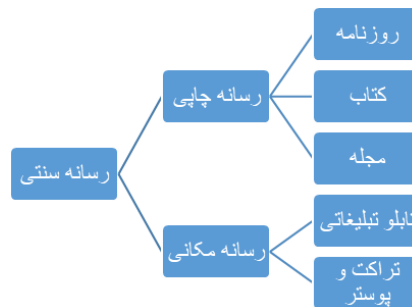 روزنامه
رسانه چاپی
کتاب
مجله
رسانه سنتی
تابلو تبلیغاتی
رسانه مکانی
تراکت و
پوستر